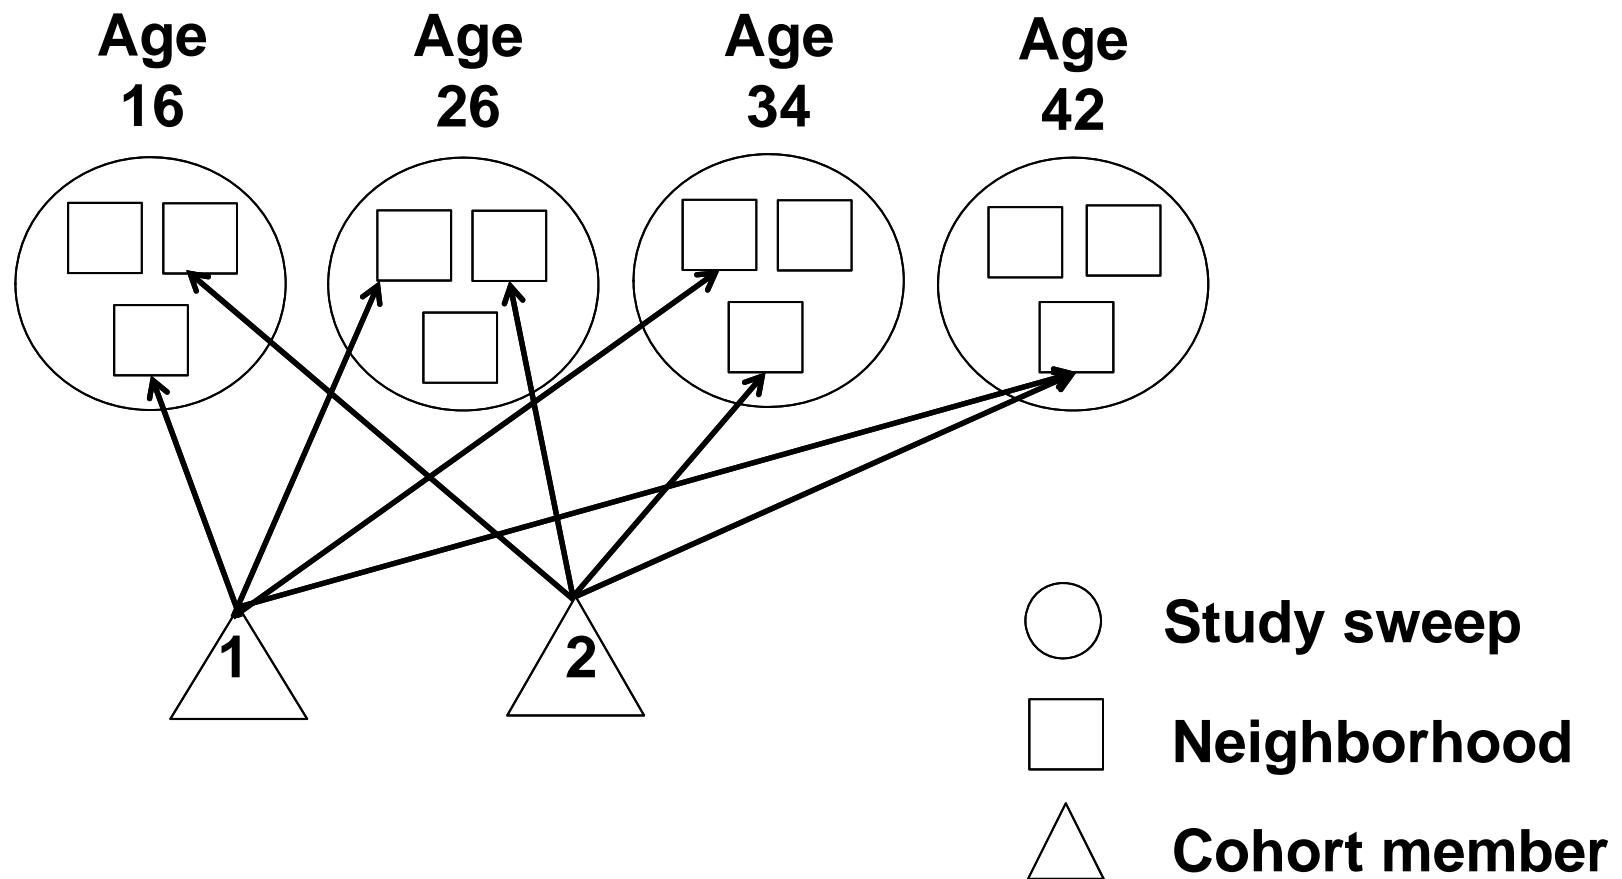 Age Age Age Age
16 26 34 42
1 2
Study sweep
Neighborhood
Cohort member